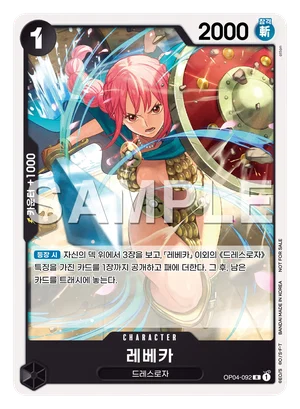 1
2000
참격
斬
카운터 +1000
SAMPLE
등장 시 자신의 덱 위에서 3장을 보고, 「레베카」 이외의 《드레스로자》
특징을 가진 카드를 1장까지 공개하고 패에 더한다. 그 후, 남은
카드를 트래시에 놓는다.
CHARACTER
레베카
드레스로자
OP04-092 R 1
BANDAI MADE IN KOREA
NOT FOR SALE